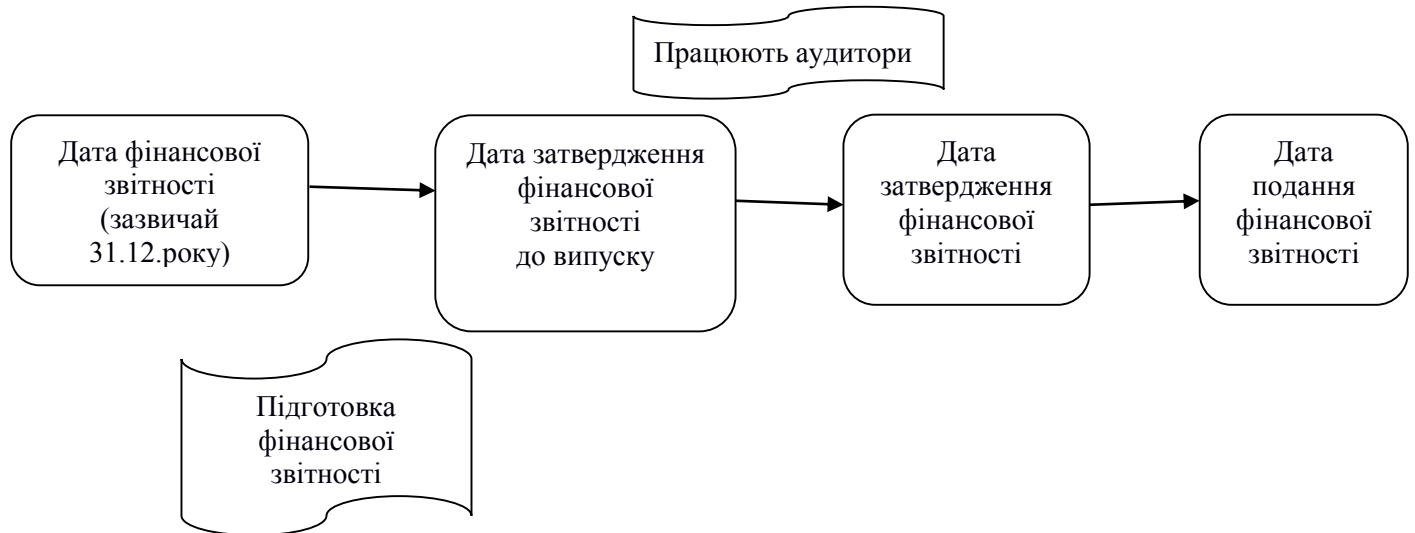 Працюють аудитори
Дата фінансової
звітності
(зазвичай
31.12.року)
Дата затвердження
фінансової
звітності
до випуску
Дата
затвердження
фінансової
звітності
Дата
подання
фінансової
звітності
Підготовка
фінансової
звітності